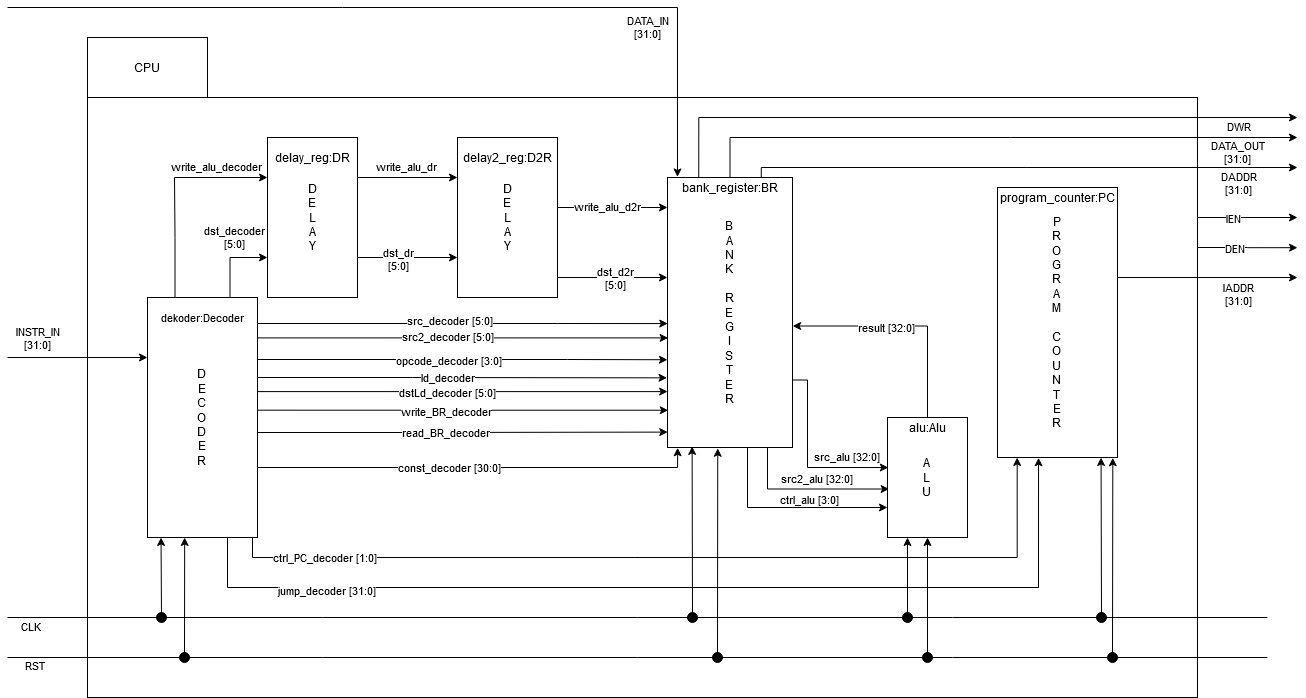 DATA_IN
[31:0]
CPU
DWR
DATA_OUT
[31:0]
DADDR
[31:0]
IEN
DEN
IADDR
[31:0]
write_alu_decoder
delay_reg:DR
D
E
L
A
Y
write_alu_dr
delay2_reg:D2R
D
E
L
A
Y
dst_decoder
[5:0]
dst_dr
[5:0]
write_alu_d2r
dst_d2r
[5:0]
bank_register:BR
B
A
N
K
R
E
G
I
S
T
E
R
program_counter:PC
P
R
O
G
R
A
M
C
O
U
N
T
E
R
INSTR_IN
[31:0]
dekoder:Decoder
D
E
C
O
D
E
R
src_decoder [5:0]
src2_decoder [5:0]
opcode_decoder [3:0]
ld_decoder
dstLd_decoder [5:0]
write_BR_decoder
read_BR_decoder
const_decoder [30:0]
result [32:0]
alu:Alu
A
L
U
src_alu [32:0]
src2_alu [32:0]
ctrl_alu [3:0]
ctrl_PC_decoder [1:0]
jump_decoder [31:0]
CLK
RST